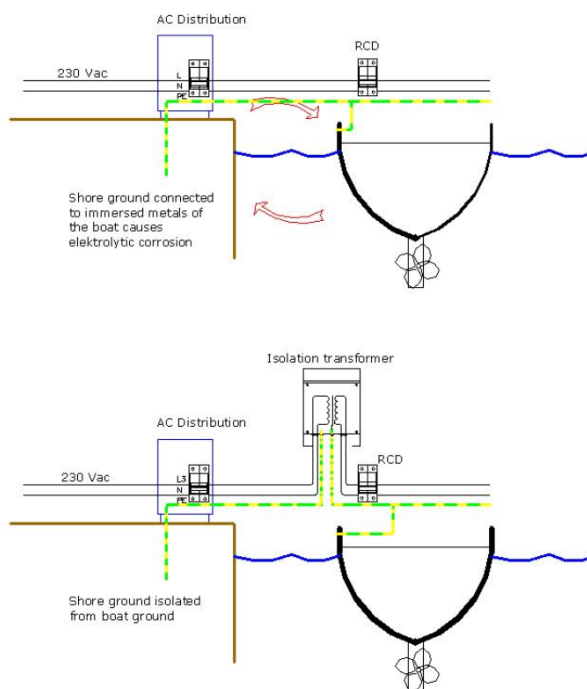 AC Distribution
RCD
230 Vac
L
N
PE
Shore ground connected
to immersed metals of
the boat causes
elektrolytic corrosion
Isolation transformer
AC Distribution
RCD
230 Vac
L3
N
PE
Shore ground isolated
from boat ground